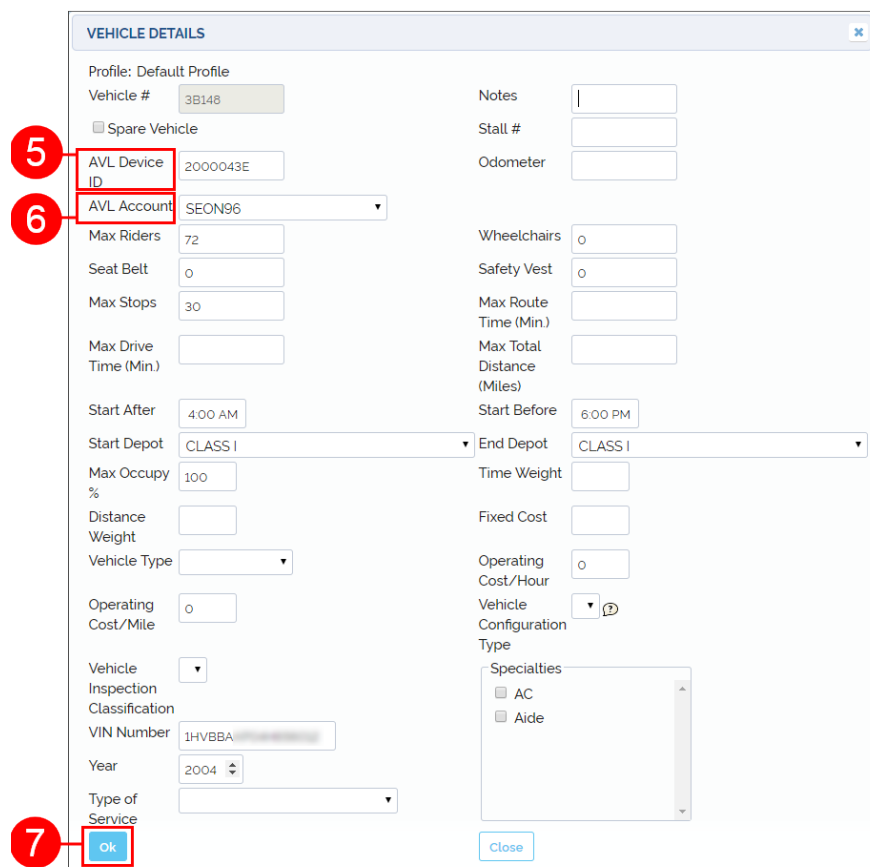 VEHICLE DETAILS
Profile: Default Profile
Vehicle # 3B148 Notes
Spare Vehicle Stall #
5 AVL Device ID 2000043E Odometer
6 AVL Account SEON96
Max Riders 72 Wheelchairs 0
Seat Belt 0 Safety Vest 0
Max Stops 30 Max Route Time (Min.)
Max Drive Time (Min.) Max Total Distance (Miles)
Start After 4:00 AM Start Before 6:00 PM
Start Depot CLASS I End Depot CLASS I
Max Occupy % 100 Time Weight
Distance Weight Fixed Cost
Vehicle Type Operating Cost/Hour 0
Operating Cost/Mile 0 Vehicle Configuration Type ?
Vehicle Inspection Classification Specialties
AC
Aide
VIN Number 1HVBBA
Year 2004
Type of Service
7 Ok Close